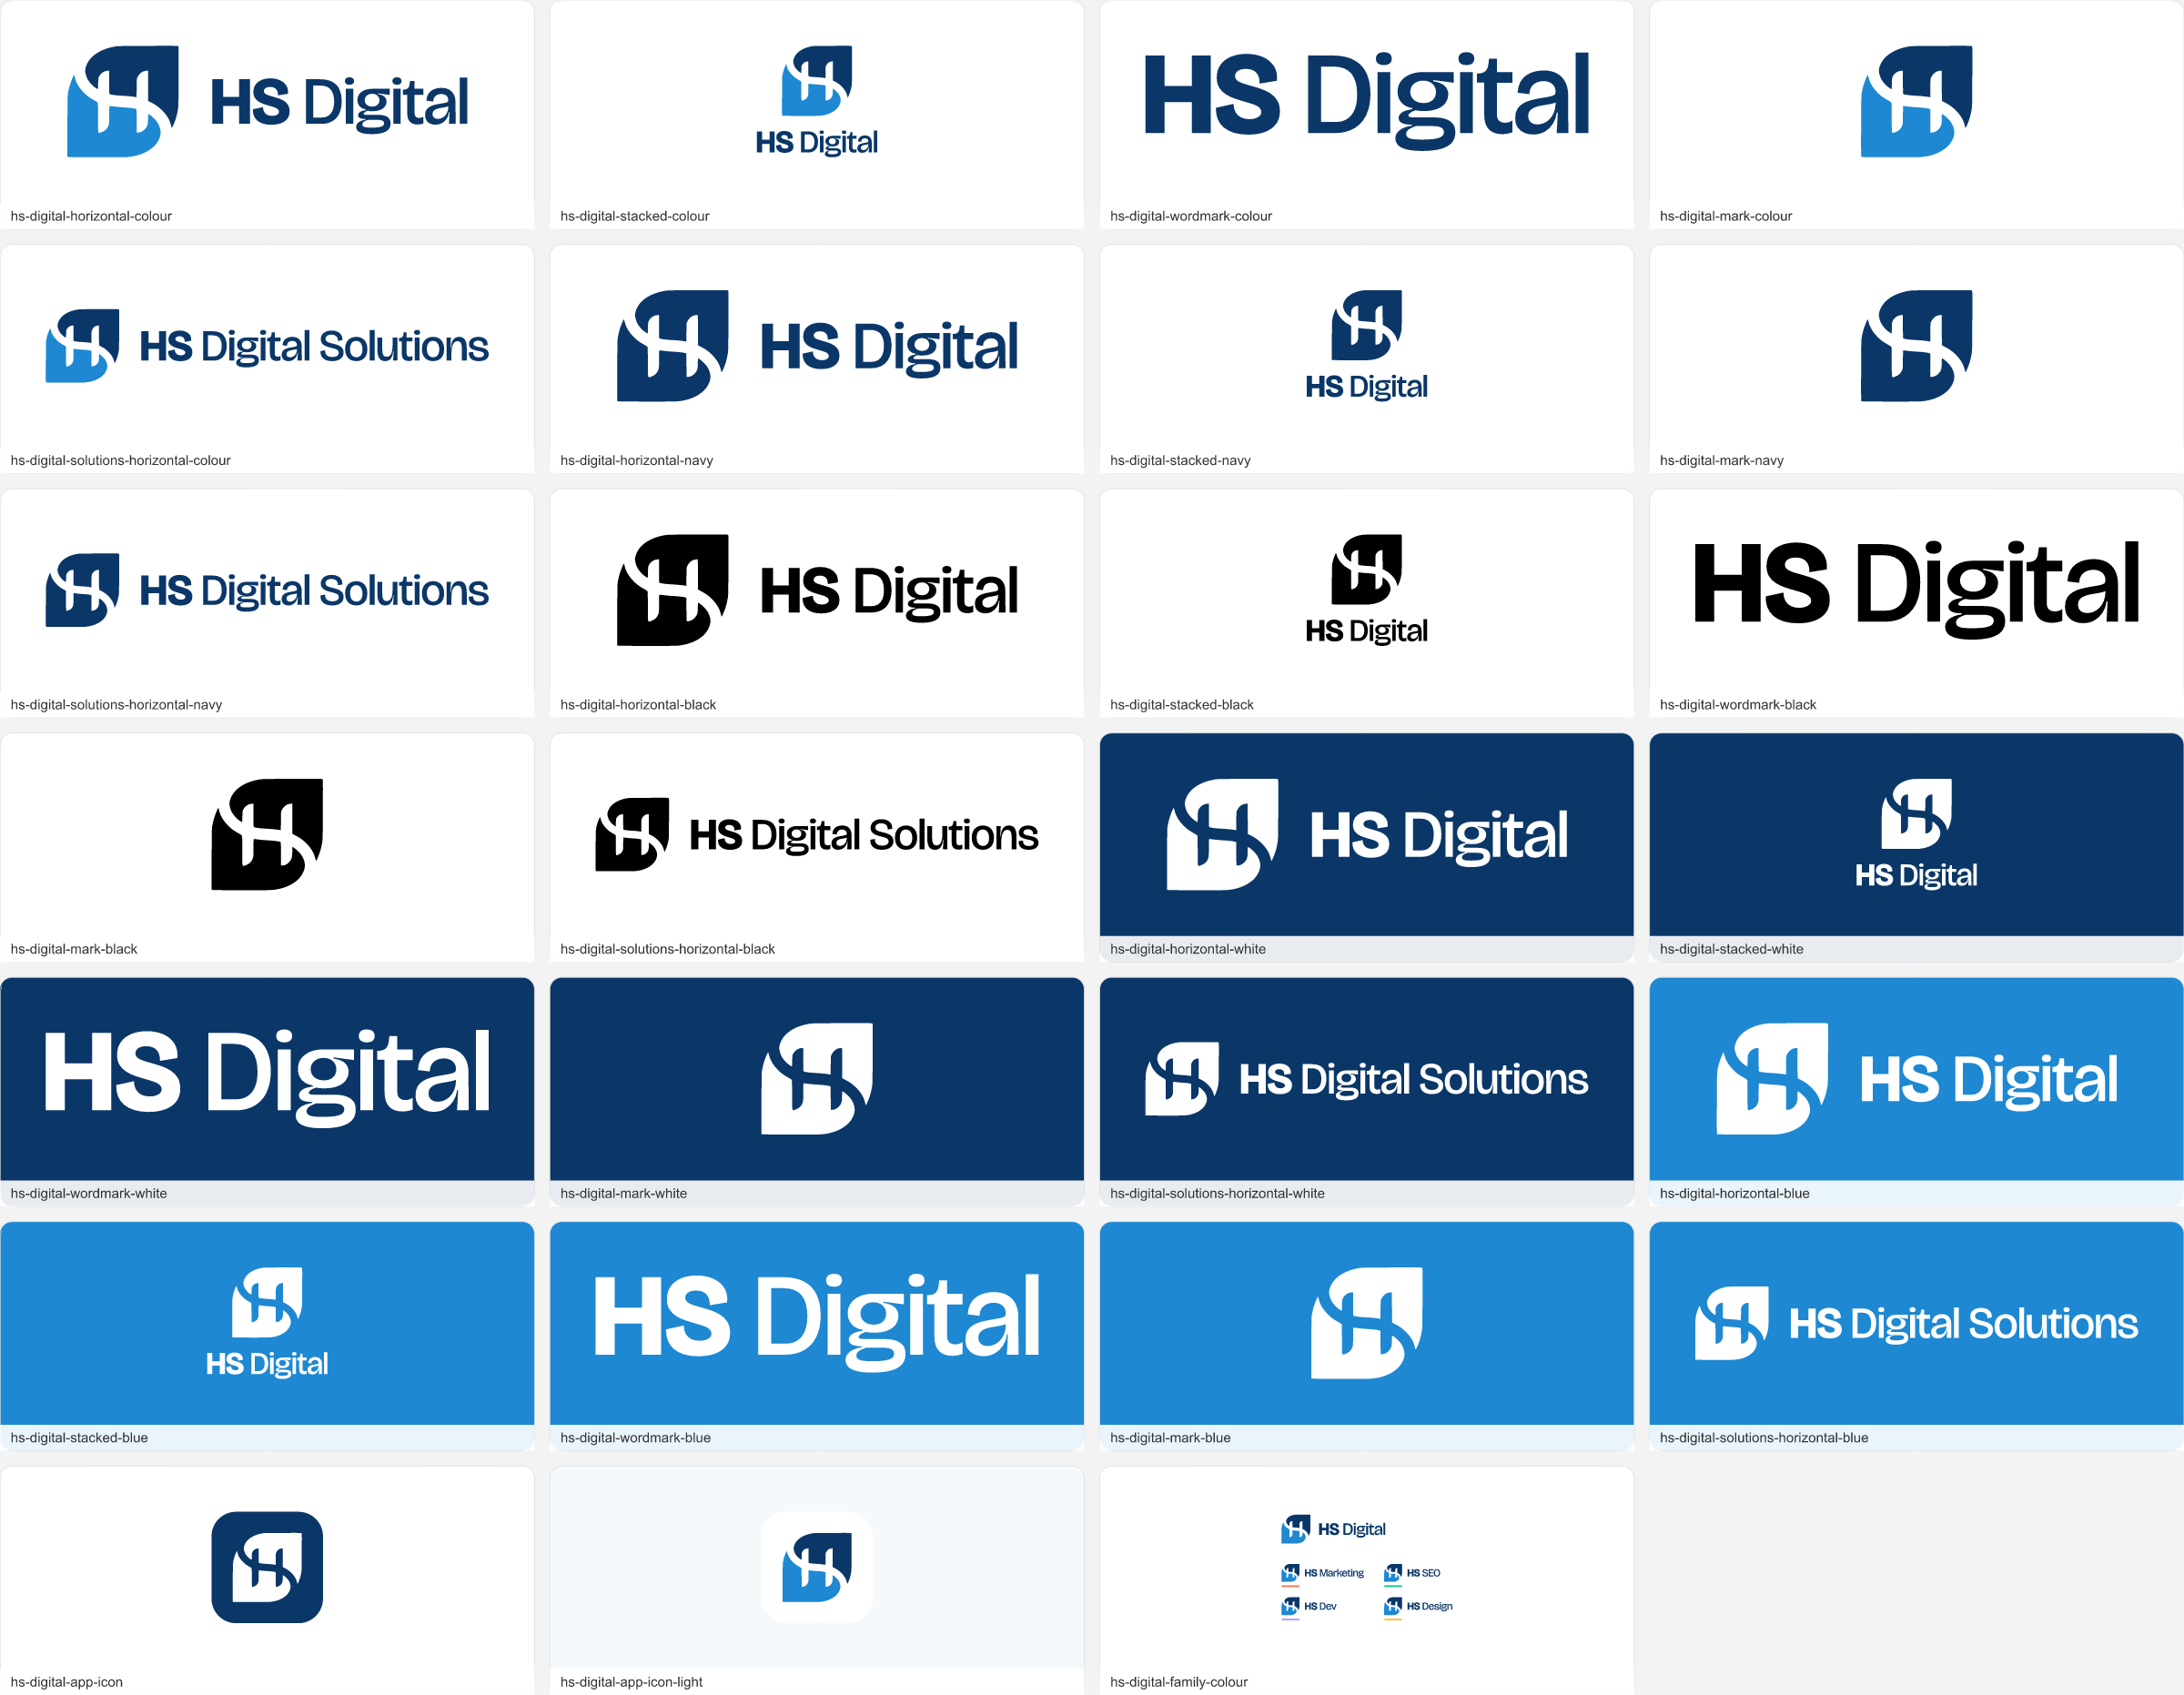 HS Digital
hs-digital-horizontal-colour
HS Digital
hs-digital-stacked-colour
HS Digital
hs-digital-wordmark-colour
hs-digital-mark-colour
HS Digital Solutions
hs-digital-solutions-horizontal-colour
HS Digital
hs-digital-horizontal-navy
HS Digital
hs-digital-stacked-navy
hs-digital-mark-navy
HS Digital Solutions
hs-digital-solutions-horizontal-navy
HS Digital
hs-digital-horizontal-black
HS Digital
hs-digital-stacked-black
HS Digital
hs-digital-wordmark-black
hs-digital-mark-black
HS Digital Solutions
hs-digital-solutions-horizontal-black
HS Digital
hs-digital-horizontal-white
HS Digital
hs-digital-stacked-white
HS Digital
hs-digital-wordmark-white
hs-digital-mark-white
HS Digital Solutions
hs-digital-solutions-horizontal-white
HS Digital
hs-digital-horizontal-blue
HS Digital
hs-digital-stacked-blue
HS Digital
hs-digital-wordmark-blue
hs-digital-mark-blue
HS Digital Solutions
hs-digital-solutions-horizontal-blue
hs-digital-app-icon
hs-digital-app-icon-light
HS Digital
HS Marketing
HS SEO
HS Dev
HS Design
hs-digital-family-colour